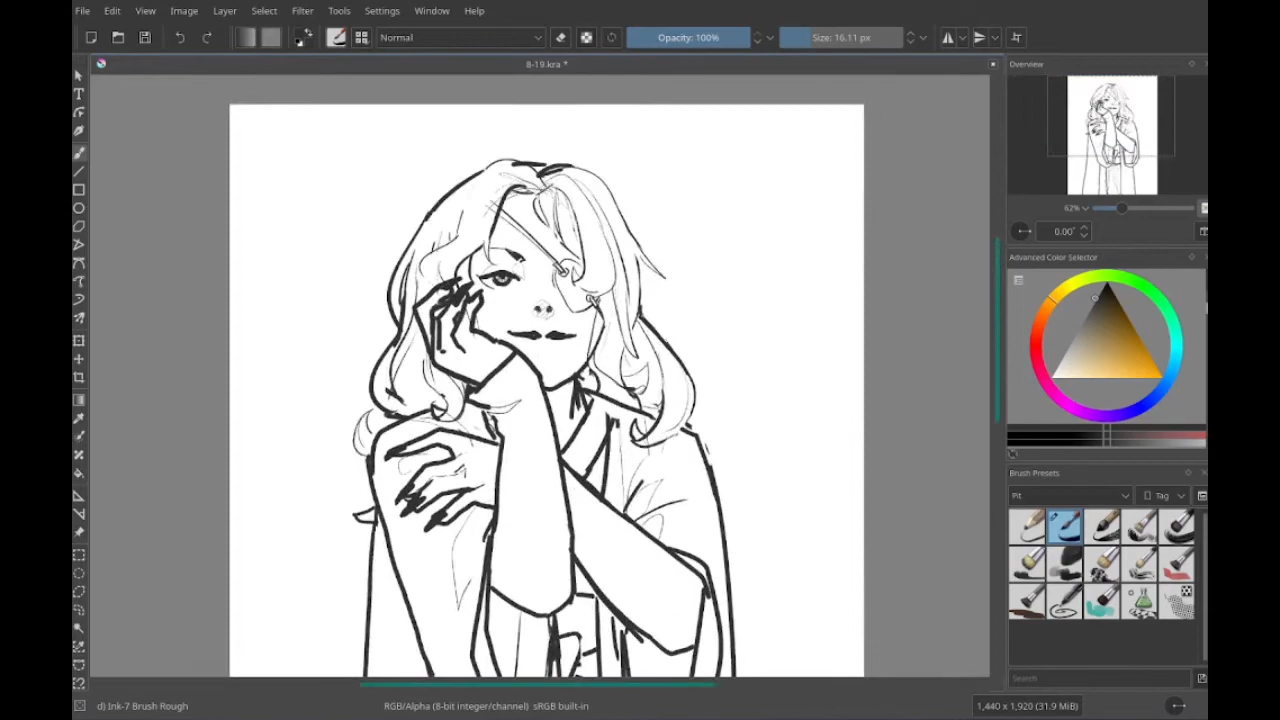 File Edit View Image Layer Select Filter Tools Settings Window Help
Normal
Opacity: 100%
Size: 16.11 px
8-19.kra *
Overview
62%
0.00°
Advanced Color Selector
Brush Presets
Pit
Tag
Search
d) Ink-7 Brush Rough
RGB/Alpha (8-bit integer/channel) sRGB built-in
1,440 x 1,920 (31.9 MiB)